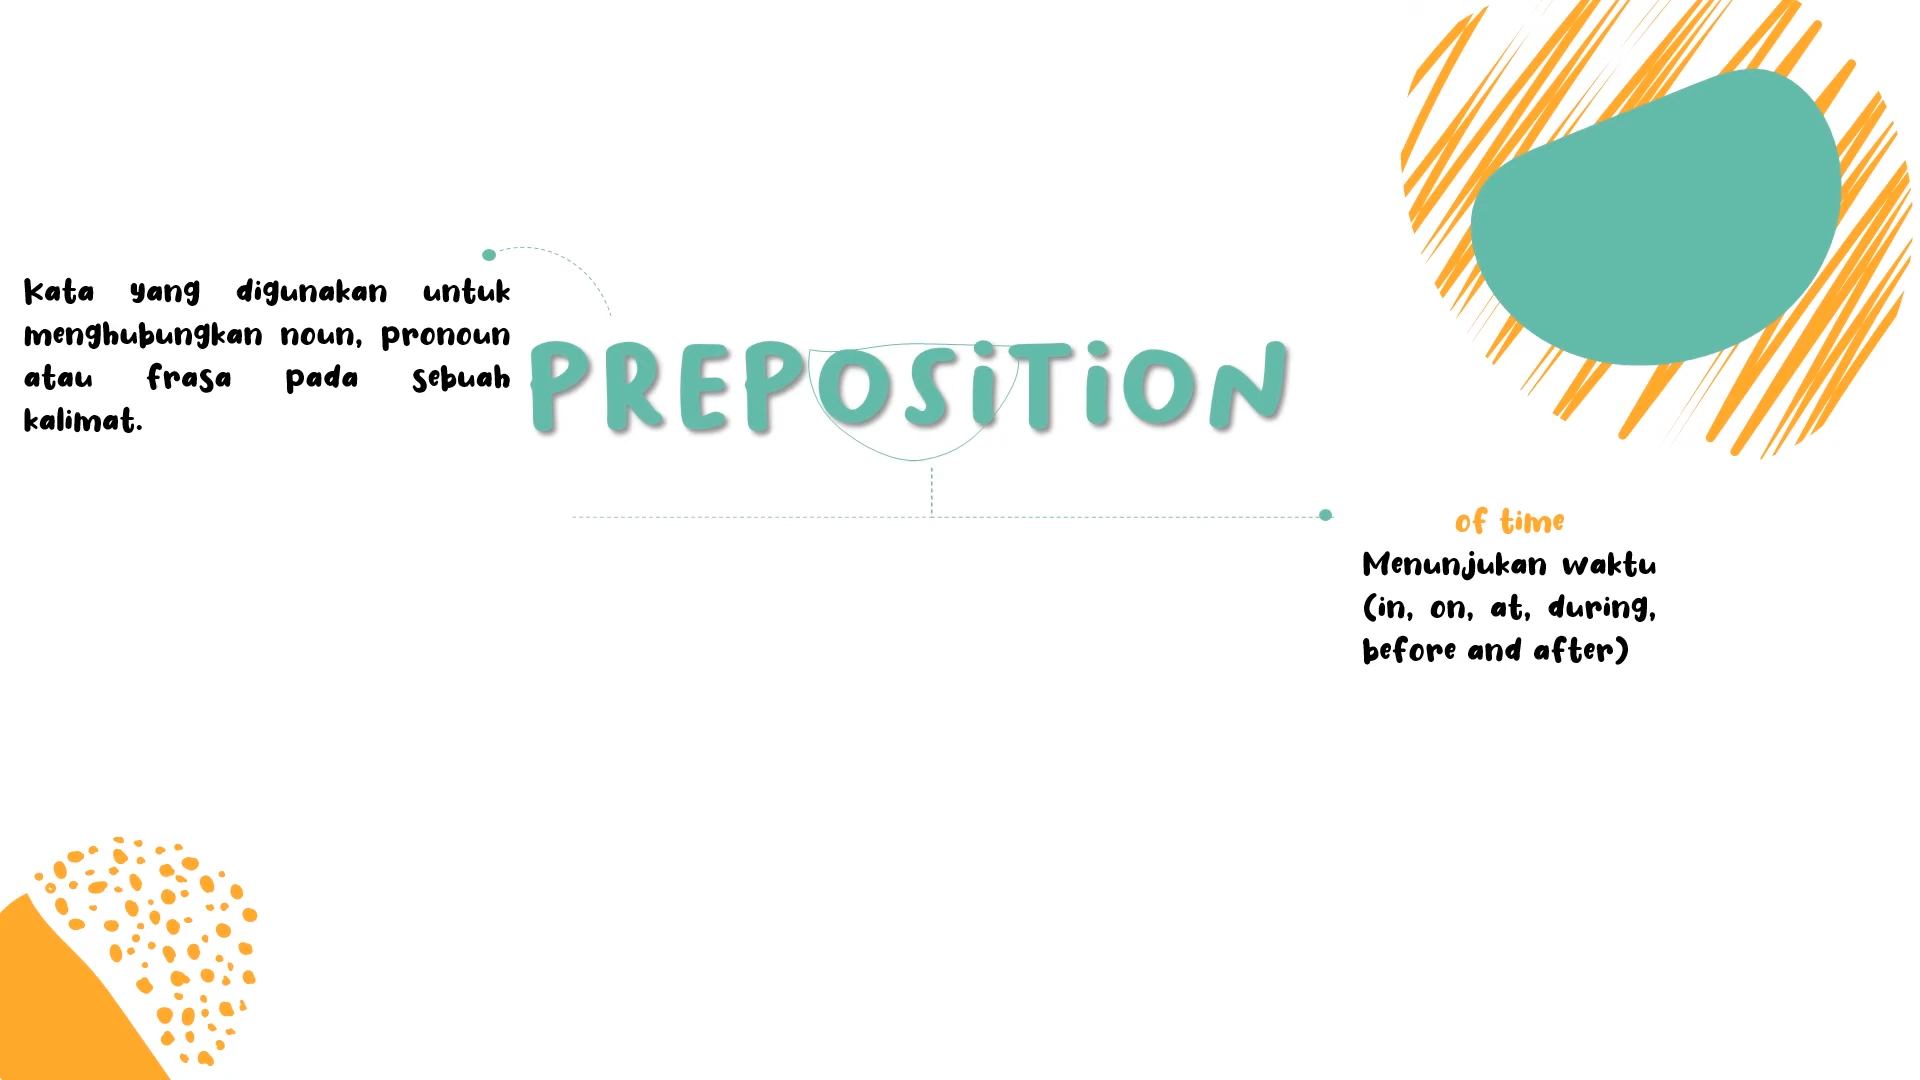 Kata yang digunakan untuk
menghubungkan noun, pronoun
atau frasa pada sebuah
kalimat.
PREPOSiTiON
of time
Menunjukan waktu
(in, on, at, during,
before and after)